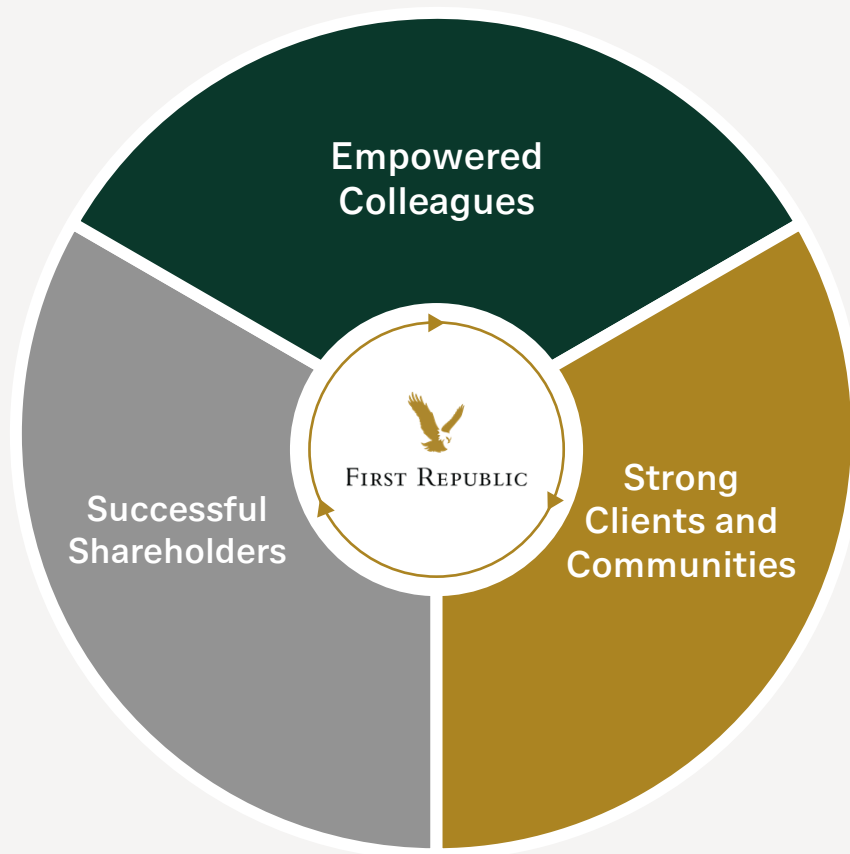 Empowered
Colleagues
FIRST REPUBLIC
Strong
Clients and
Communities
Successful
Shareholders